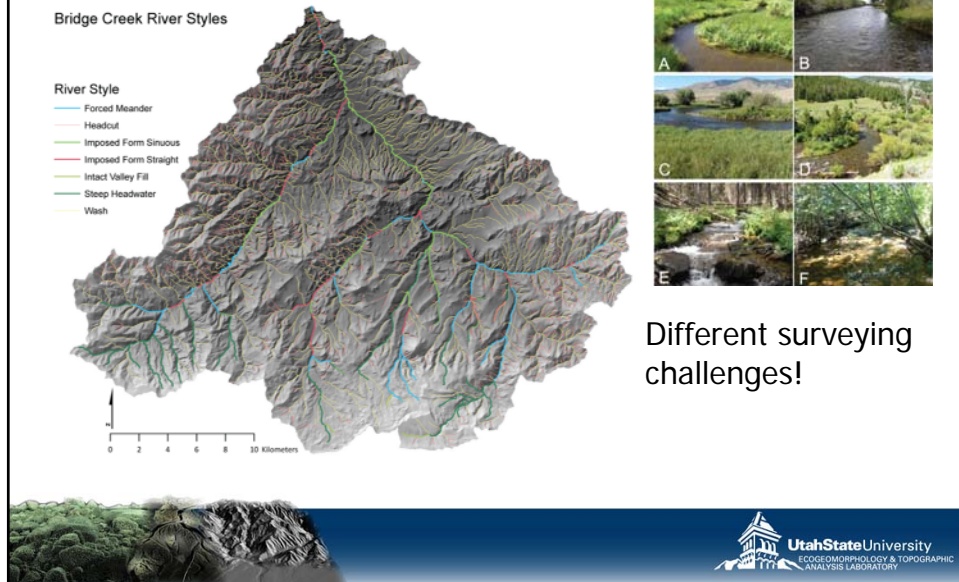 Bridge Creek River Styles
River Style
Forced Meander
Headcut
Imposed Form Sinuous
Imposed Form Straight
Intact Valley Fill
Steep Headwater
Wash
0 2 4 6 8 10 Kilometers
A B
C D
E F
Different surveying
challenges!
UtahStateUniversity
ECOGEOMORPHOLOGY & TOPOGRAPHIC
ANALYSIS LABORATORY